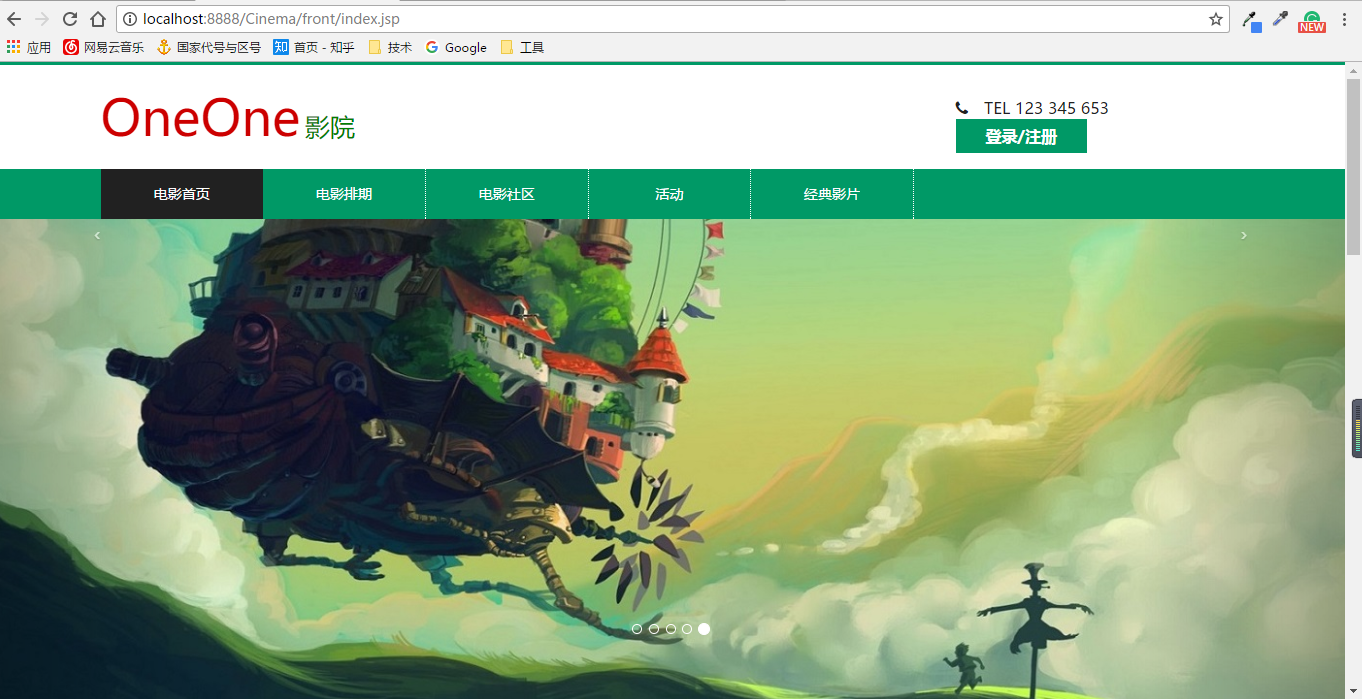 localhost:8888/Cinema/front/index.jsp
NEW
应用 网易云音乐 国家代号与区号 知 首页 - 知乎 技术 Google 工具
OneOne 影院
TEL 123 345 653
登录/注册
电影首页 电影排期 电影社区 活动 经典影片